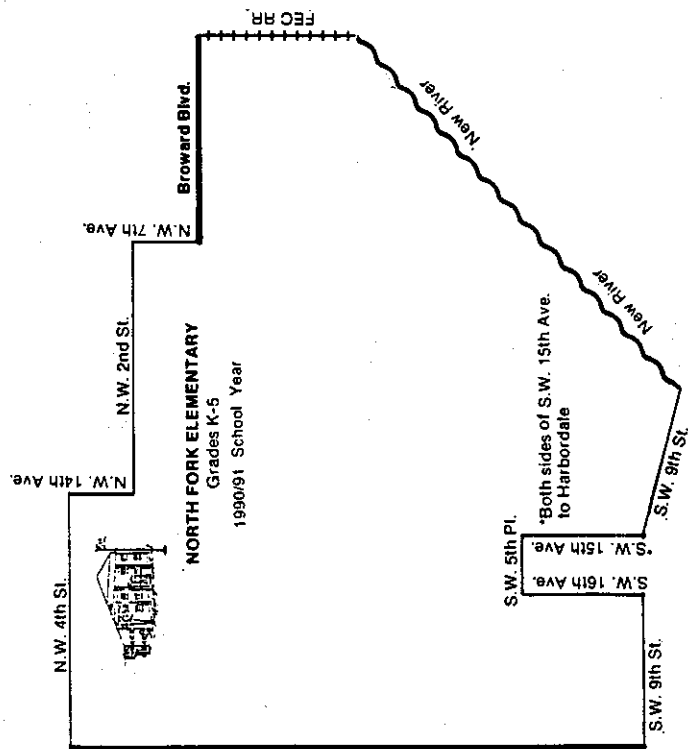 FEC RR
Broward Blvd.
N.W. 7th Ave.
N.W. 2nd St.
N.W. 14th Ave.
N.W. 4th St.
NORTH FORK ELEMENTARY
Grades K-5
1990/91 School Year
New River
New River
*Both sides of S.W. 15th Ave.
to Harbordale
S.W. 5th Pl.
*S.W. 15th Ave.
S.W. 16th Ave.
S.W. 9th St.
S.W. 9th St.